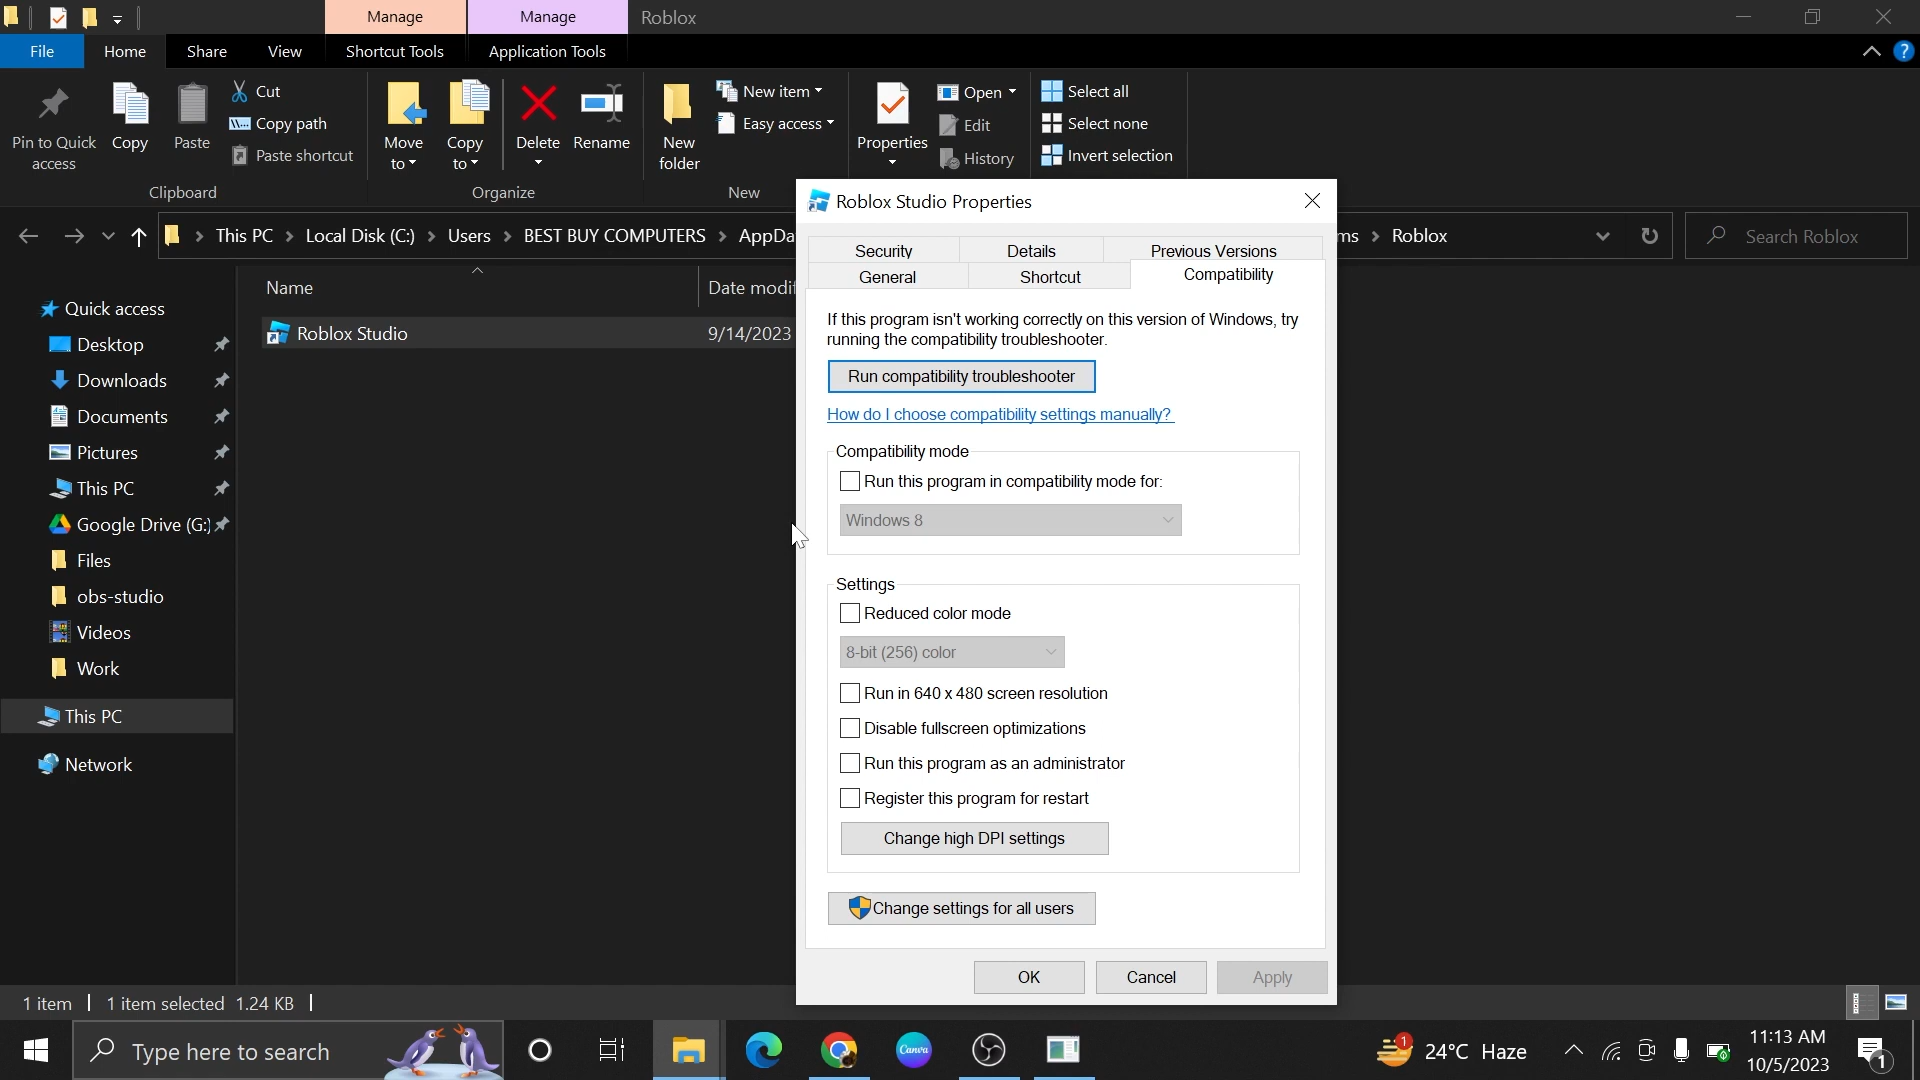 Manage
Manage
Roblox
File
Home
Share
View
Shortcut Tools
Application Tools
Pin to Quick access
Copy
Paste
Cut
Copy path
Paste shortcut
Clipboard
Move to
Copy to
Delete
Rename
Organize
New folder
New item
Easy access
New
Properties
Open
Edit
History
Select all
Select none
Invert selection
This PC > Local Disk (C:) > Users > BEST BUY COMPUTERS > AppDa
ms > Roblox
Search Roblox
Name
Date modif
Roblox Studio
9/14/2023
Quick access
Desktop
Downloads
Documents
Pictures
This PC
Google Drive (G:)
Files
obs-studio
Videos
Work
This PC
Network
Roblox Studio Properties
Security
Details
Previous Versions
General
Shortcut
Compatibility
If this program isn't working correctly on this version of Windows, try
running the compatibility troubleshooter.
Run compatibility troubleshooter
How do I choose compatibility settings manually?
Compatibility mode
Run this program in compatibility mode for:
Windows 8
Settings
Reduced color mode
8-bit (256) color
Run in 640 x 480 screen resolution
Disable fullscreen optimizations
Run this program as an administrator
Register this program for restart
Change high DPI settings
Change settings for all users
OK
Cancel
Apply
1 item
1 item selected 1.24 KB
Type here to search
Canva
1
24°C Haze
11:13 AM
10/5/2023
1